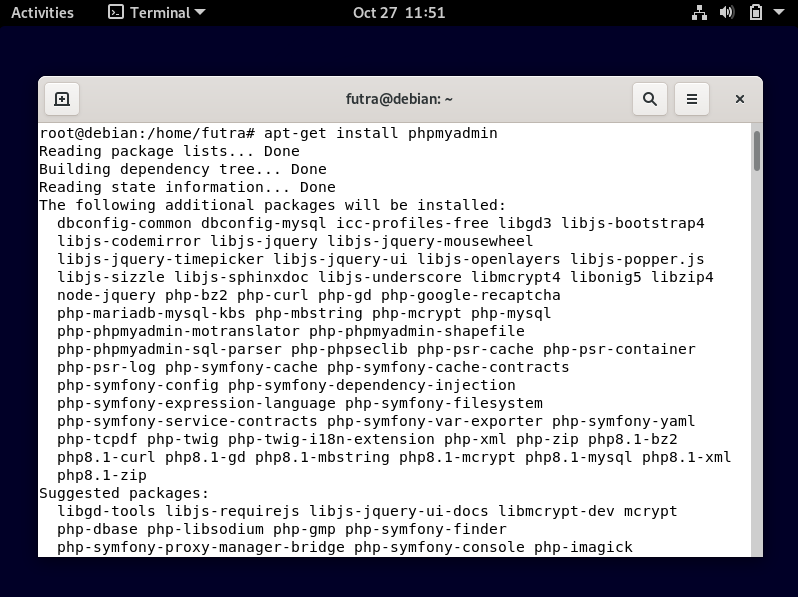 Activities Terminal Oct 27 11:51
futra@debian: ~
root@debian:/home/futra# apt-get install phpmyadmin
Reading package lists... Done
Building dependency tree... Done
Reading state information... Done
The following additional packages will be installed:
  dbconfig-common dbconfig-mysql icc-profiles-free libgd3 libjs-bootstrap4
  libjs-codemirror libjs-jquery libjs-jquery-mousewheel
  libjs-jquery-timepicker libjs-jquery-ui libjs-openlayers libjs-popper.js
  libjs-sizzle libjs-sphinxdoc libjs-underscore libmcrypt4 libonig5 libzip4
  node-jquery php-bz2 php-curl php-gd php-google-recaptcha
  php-mariadb-mysql-kbs php-mbstring php-mcrypt php-mysql
  php-phpmyadmin-motranslator php-phpmyadmin-shapefile
  php-phpmyadmin-sql-parser php-phpseclib php-psr-cache php-psr-container
  php-psr-log php-symfony-cache php-symfony-cache-contracts
  php-symfony-config php-symfony-dependency-injection
  php-symfony-expression-language php-symfony-filesystem
  php-symfony-service-contracts php-symfony-var-exporter php-symfony-yaml
  php-tcpdf php-twig php-twig-i18n-extension php-xml php-zip php8.1-bz2
  php8.1-curl php8.1-gd php8.1-mbstring php8.1-mcrypt php8.1-mysql php8.1-xml
  php8.1-zip
Suggested packages:
  libgd-tools libjs-requirejs libjs-jquery-ui-docs libmcrypt-dev mcrypt
  php-dbase php-libsodium php-gmp php-symfony-finder
  php-symfony-proxy-manager-bridge php-symfony-console php-imagick